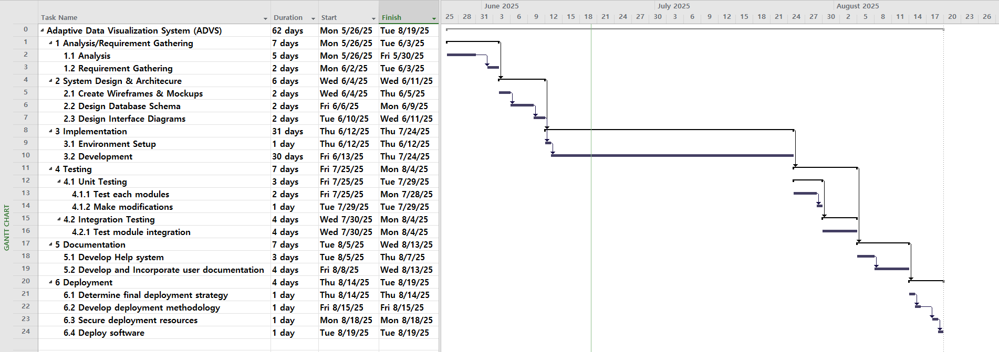 June 2025 July 2025 August 2025
Task Name Duration Start Finish 25 28 31 3 6 9 12 15 18 21 24 27 30 3 6 9 12 15 18 21 24 27 30 2 5 8 11 14 17 20 23 26
0 Adaptive Data Visualization System (ADVS) 62 days Mon 5/26/25 Tue 8/19/25
1 1 Analysis/Requirement Gathering 7 days Mon 5/26/25 Tue 6/3/25
2 1.1 Analysis 5 days Mon 5/26/25 Fri 5/30/25
3 1.2 Requirement Gathering 2 days Mon 6/2/25 Tue 6/3/25
4 2 System Design & Architecure 6 days Wed 6/4/25 Wed 6/11/25
5 2.1 Create Wireframes & Mockups 2 days Wed 6/4/25 Thu 6/5/25
6 2.2 Design Database Schema 2 days Fri 6/6/25 Mon 6/9/25
7 2.3 Design Interface Diagrams 2 days Tue 6/10/25 Wed 6/11/25
8 3 Implementation 31 days Thu 6/12/25 Thu 7/24/25
9 3.1 Environment Setup 1 day Thu 6/12/25 Thu 6/12/25
10 3.2 Development 30 days Fri 6/13/25 Thu 7/24/25
11 4 Testing 7 days Fri 7/25/25 Mon 8/4/25
12 4.1 Unit Testing 3 days Fri 7/25/25 Tue 7/29/25
13 4.1.1 Test each modules 2 days Fri 7/25/25 Mon 7/28/25
14 4.1.2 Make modifications 1 day Tue 7/29/25 Tue 7/29/25
15 4.2 Integration Testing 4 days Wed 7/30/25 Mon 8/4/25
16 4.2.1 Test module integration 4 days Wed 7/30/25 Mon 8/4/25
17 5 Documentation 7 days Tue 8/5/25 Wed 8/13/25
18 5.1 Develop Help system 3 days Tue 8/5/25 Thu 8/7/25
19 5.2 Develop and Incorporate user documentation 4 days Fri 8/8/25 Wed 8/13/25
20 6 Deployment 4 days Thu 8/14/25 Tue 8/19/25
21 6.1 Determine final deployment strategy 1 day Thu 8/14/25 Thu 8/14/25
22 6.2 Develop deployment methodology 1 day Fri 8/15/25 Fri 8/15/25
23 6.3 Secure deployment resources 1 day Mon 8/18/25 Mon 8/18/25
24 6.4 Deploy software 1 day Tue 8/19/25 Tue 8/19/25
GANTT CHART